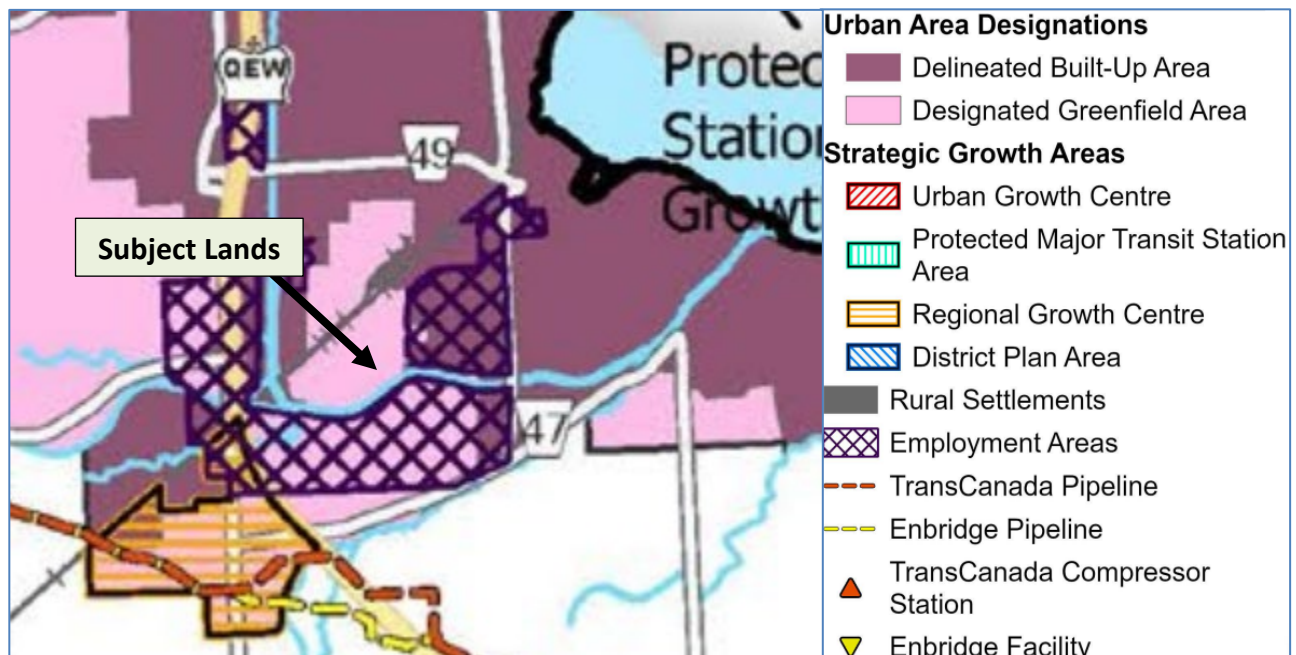 QEW
49
Protec
Station
Growt
Subject Lands
47
Urban Area Designations
Delineated Built-Up Area
Designated Greenfield Area
Strategic Growth Areas
Urban Growth Centre
Protected Major Transit Station
Area
Regional Growth Centre
District Plan Area
Rural Settlements
Employment Areas
TransCanada Pipeline
Enbridge Pipeline
TransCanada Compressor
Station
Enbridge Facility